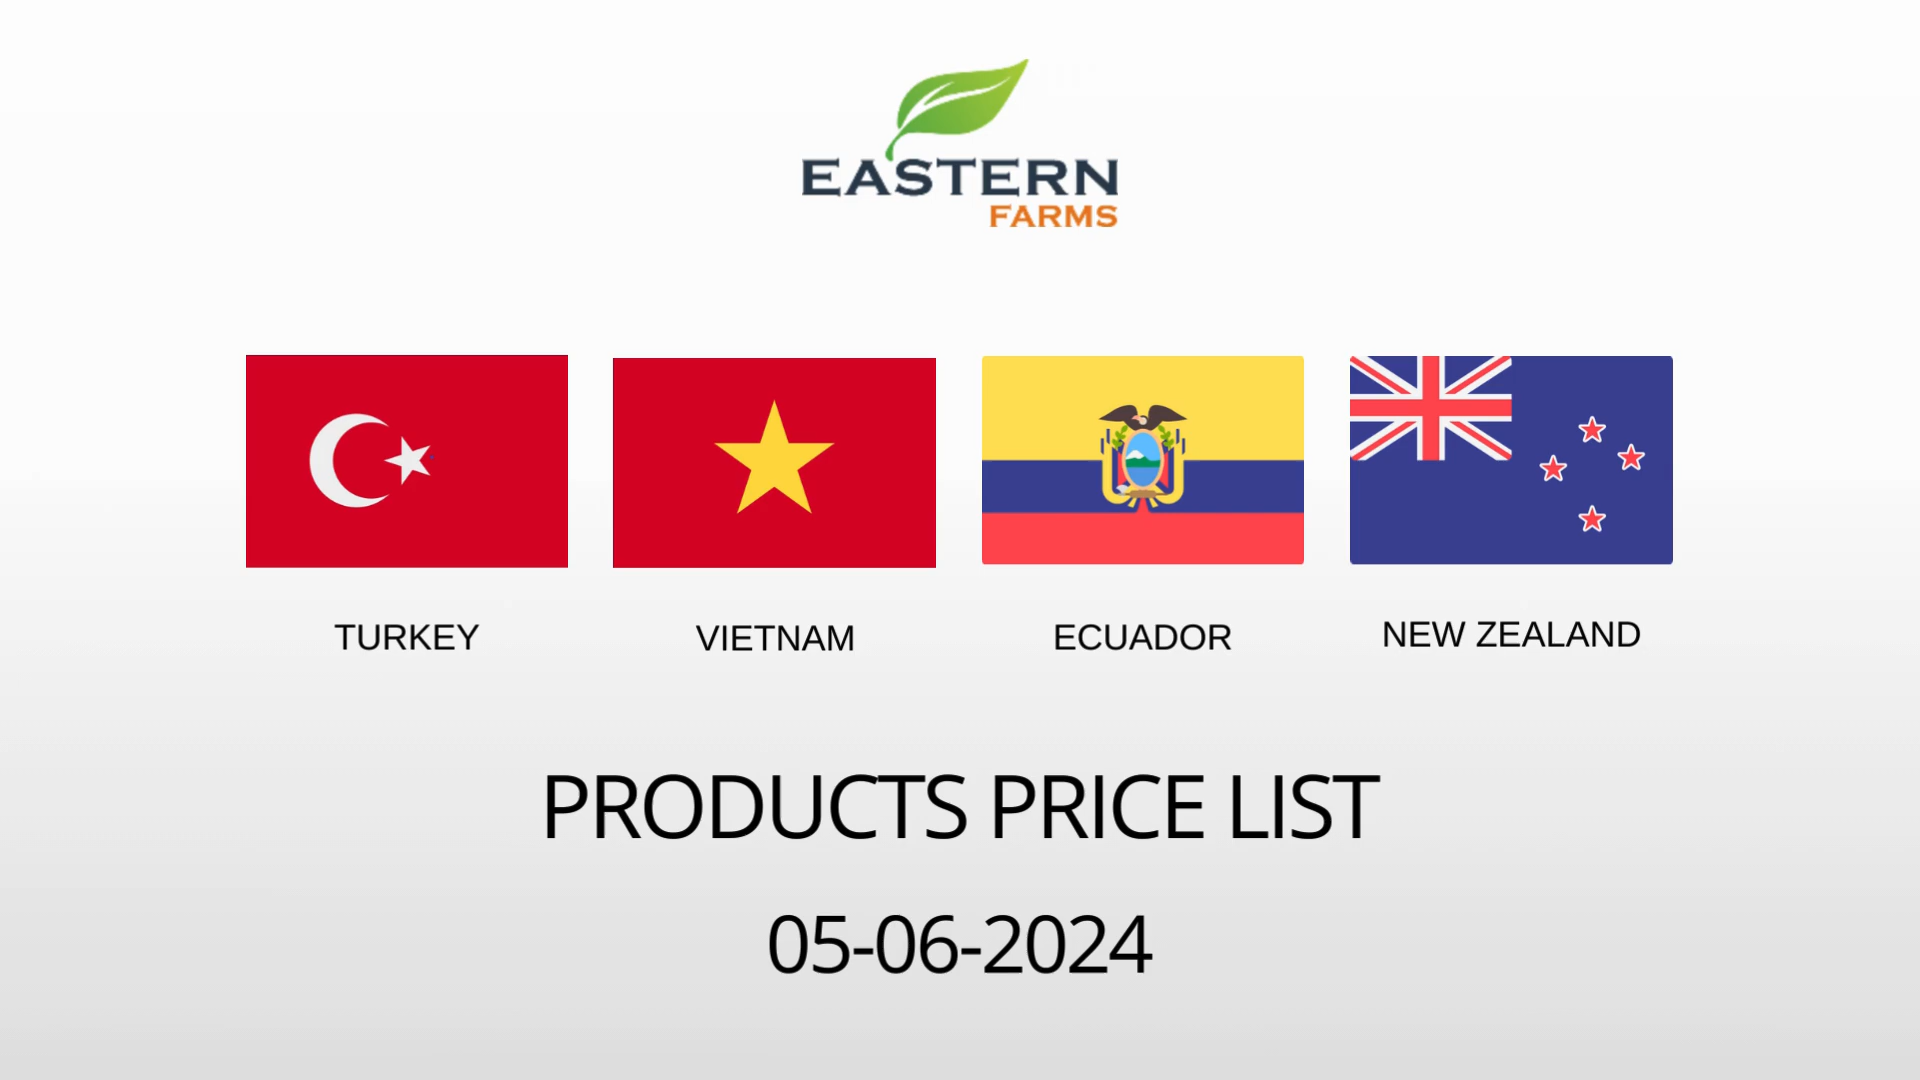 EASTERN
FARMS
TURKEY
VIETNAM
ECUADOR
NEW ZEALAND
PRODUCTS PRICE LIST
05-06-2024